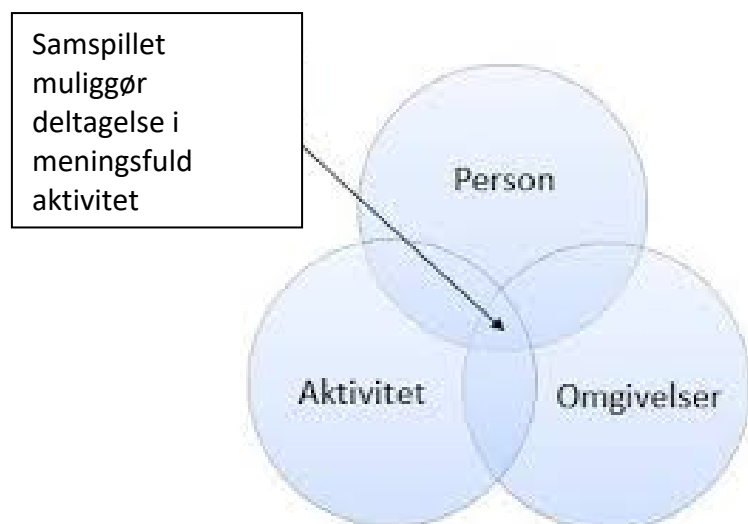 Samspillet
muliggør
deltagelse i
meningsfuld
aktivitet
Person
Aktivitet
Omgivelser